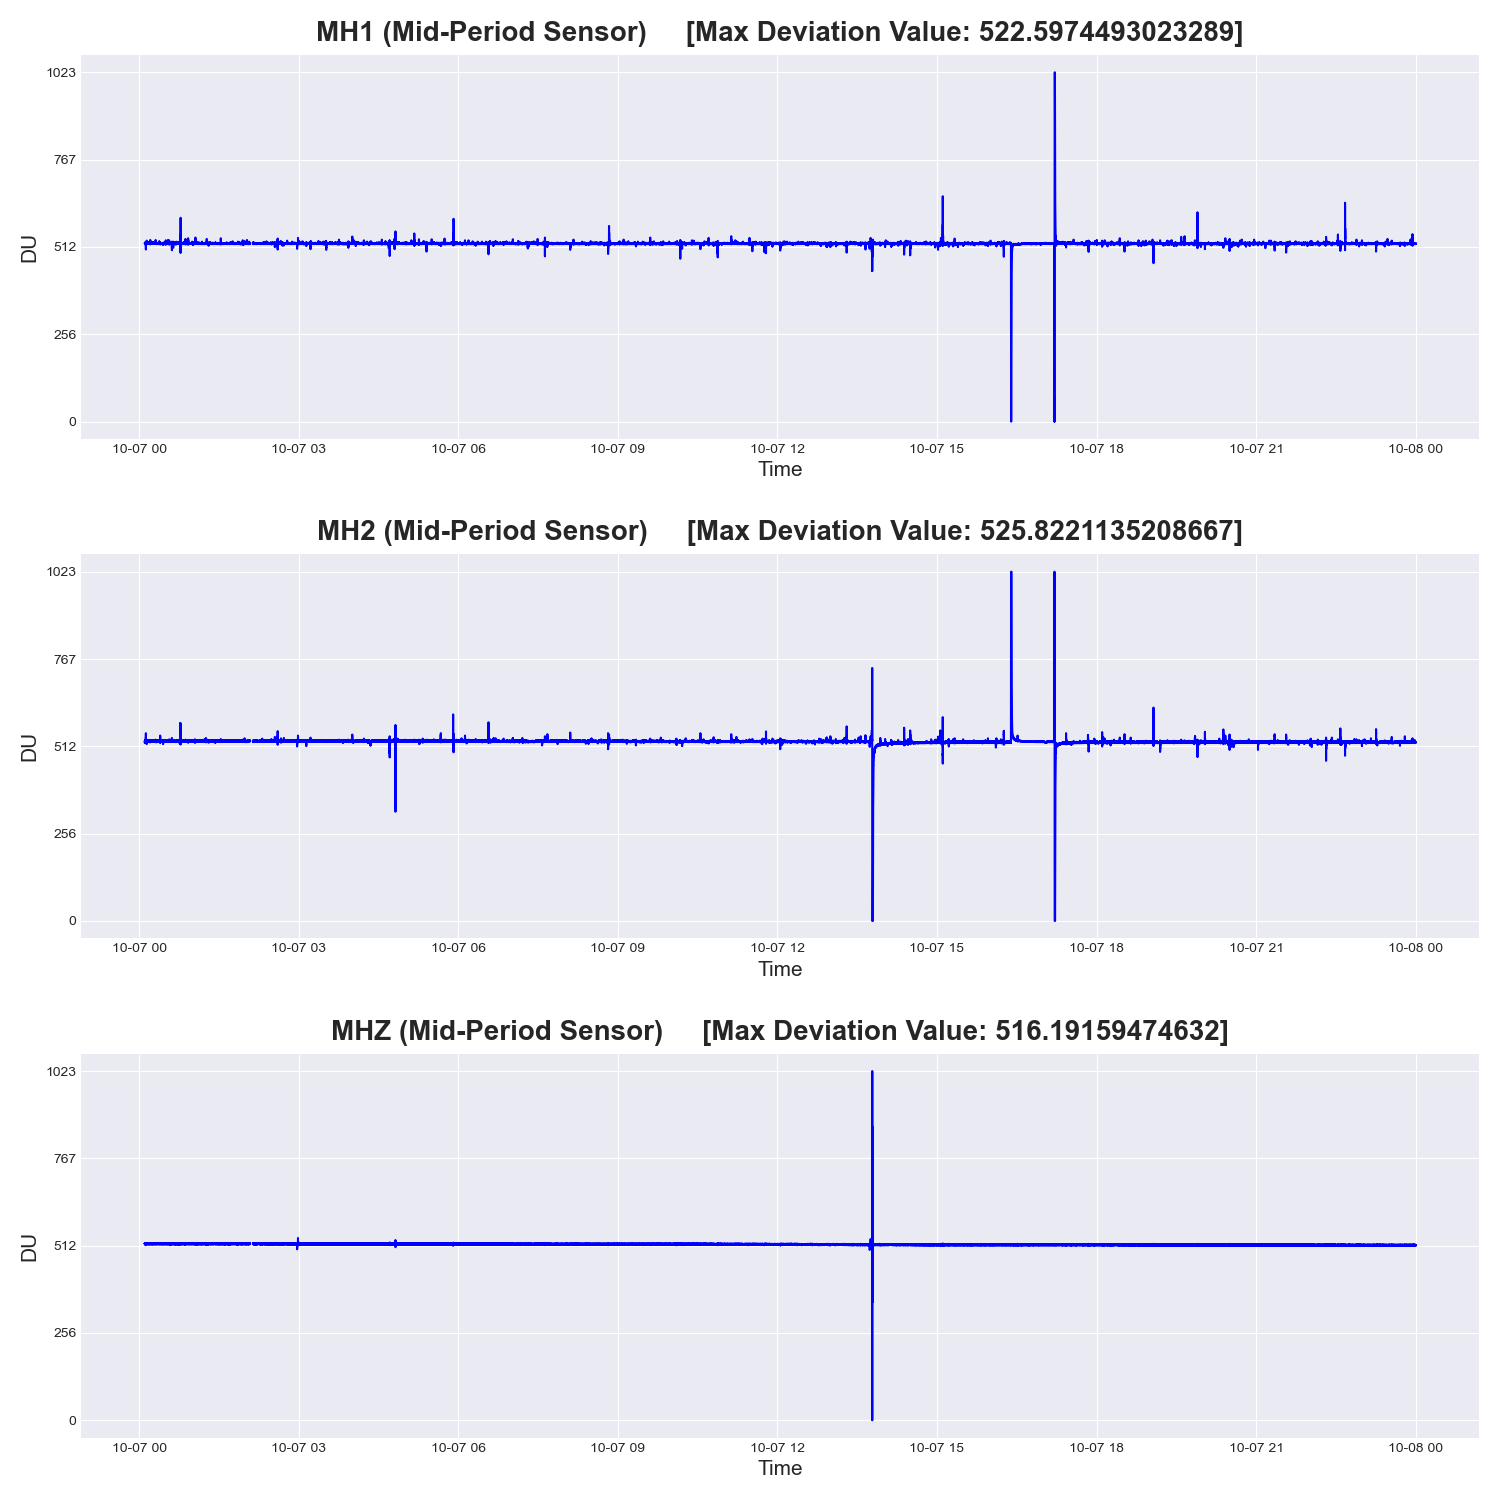 MH1 (Mid-Period Sensor) [Max Deviation Value: 522.5974493023289]
1023
767
512
256
0
DU
10-07 00 10-07 03 10-07 06 10-07 09 10-07 12 10-07 15 10-07 18 10-07 21 10-08 00
Time
MH2 (Mid-Period Sensor) [Max Deviation Value: 525.8221135208667]
1023
767
512
256
0
DU
10-07 00 10-07 03 10-07 06 10-07 09 10-07 12 10-07 15 10-07 18 10-07 21 10-08 00
Time
MHZ (Mid-Period Sensor) [Max Deviation Value: 516.19159474632]
1023
767
512
256
0
DU
10-07 00 10-07 03 10-07 06 10-07 09 10-07 12 10-07 15 10-07 18 10-07 21 10-08 00
Time